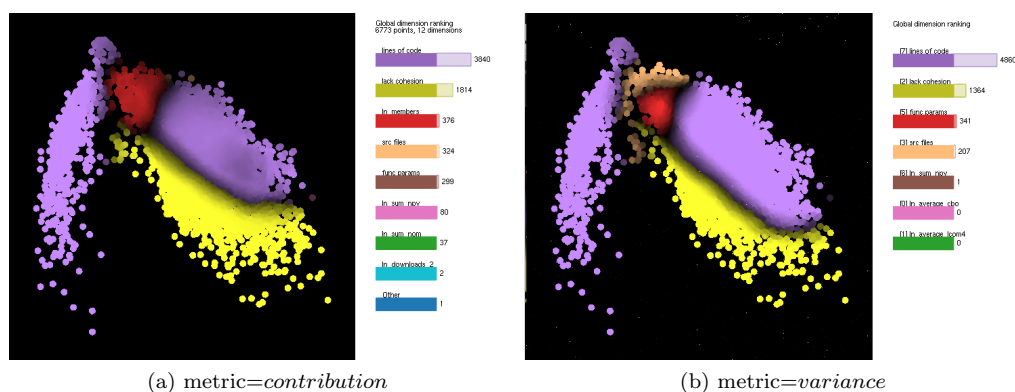 Global dimension ranking
6773 points, 12 dimensions
lines of code
3840
lack cohesion
1814
ln_members
376
src files
324
func params
299
ln_sum_npv
80
ln_sum_nom
37
ln_downloads_2
2
Other
1
(a) metric=contribution
Global dimension ranking
[7] lines of code
4860
[2] lack cohesion
1364
[5] func params
341
[3] src files
207
[6] ln_sum_npv
1
[0] ln_average_cbo
0
[1] ln_average_lcom4
0
(b) metric=variance